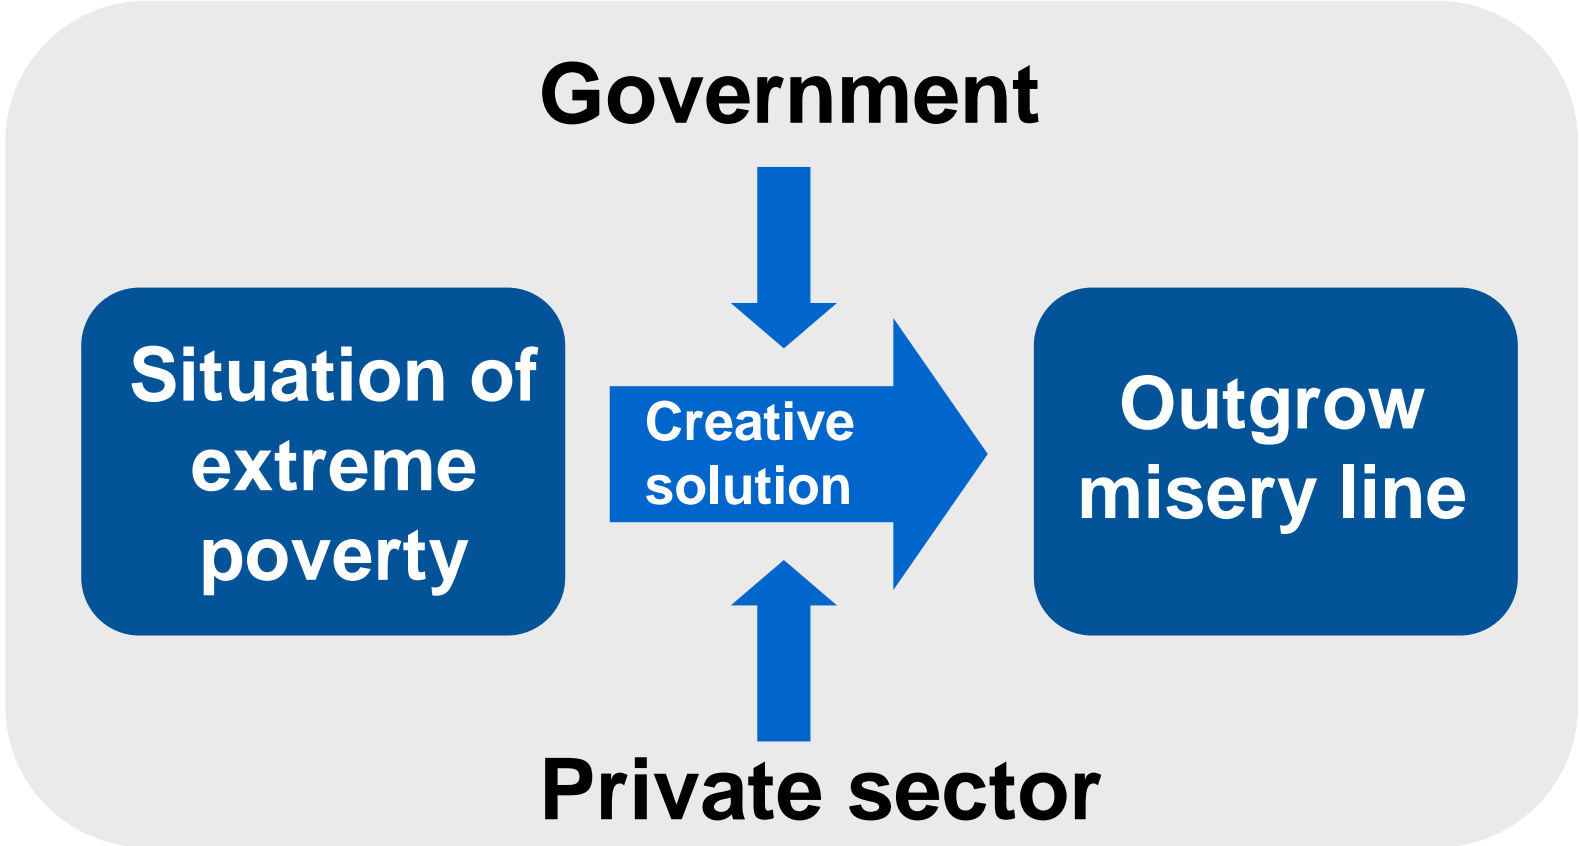 Government
Situation of
extreme
poverty
Creative
solution
Outgrow
misery line
Private sector